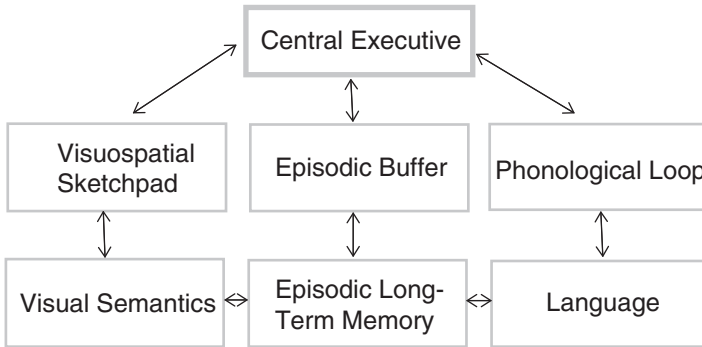 Central Executive
Visuospatial
Sketchpad
Episodic Buffer
Phonological Loop
Visual Semantics
Episodic Long-
Term Memory
Language